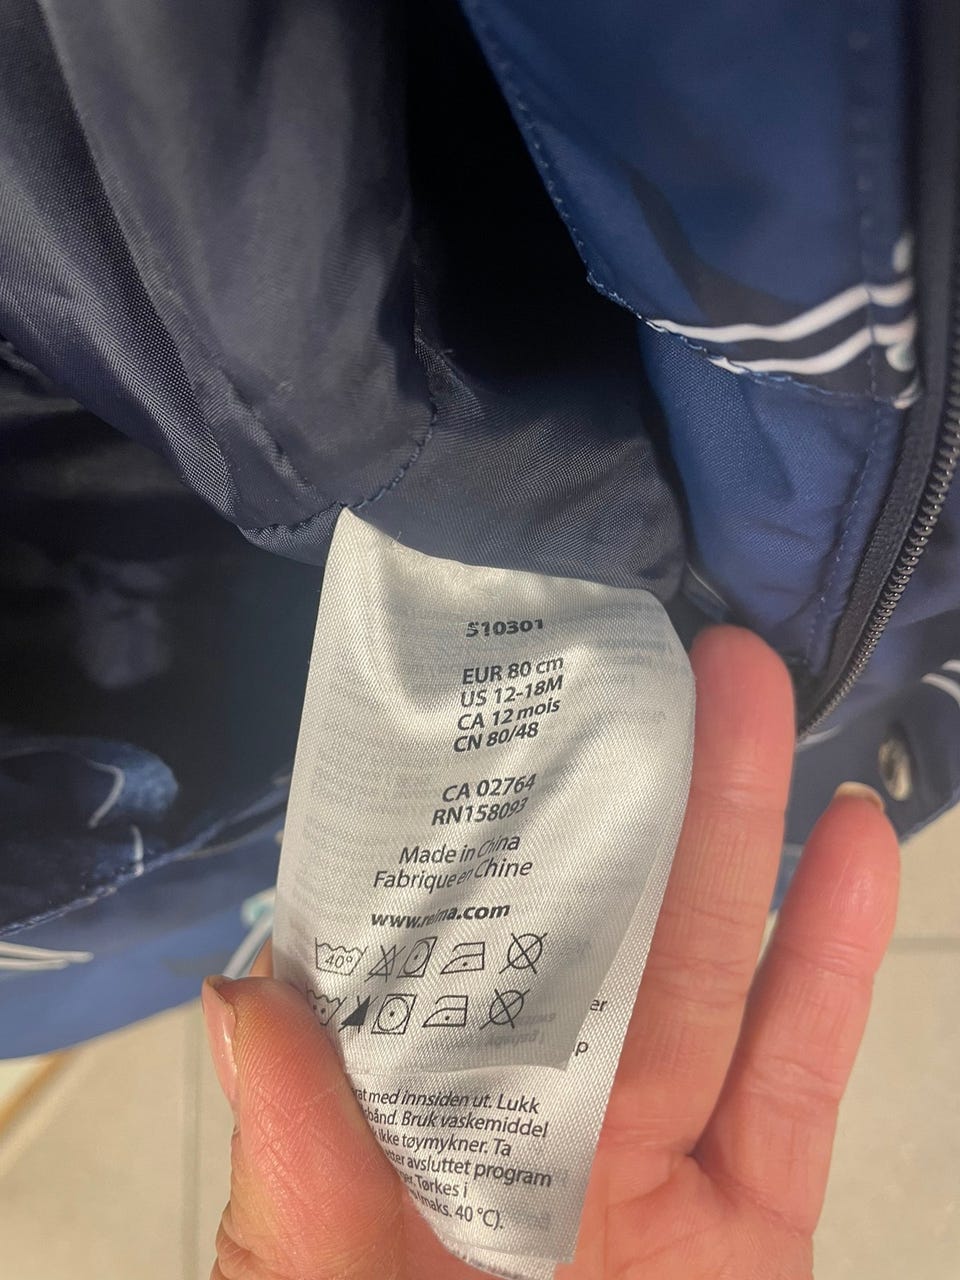 510301
EUR 80 cm
US 12-18M
CA 12 mois
CN 80/48
CA 02764
RN158093
Made in China
Fabrique en Chine
www.reima.com
40°
er
p
med innsiden ut. Lukk
Bruk vaskemiddel
ikke tøymykner. Ta
avsluttet program
Tørkes i
maks. 40 °C).